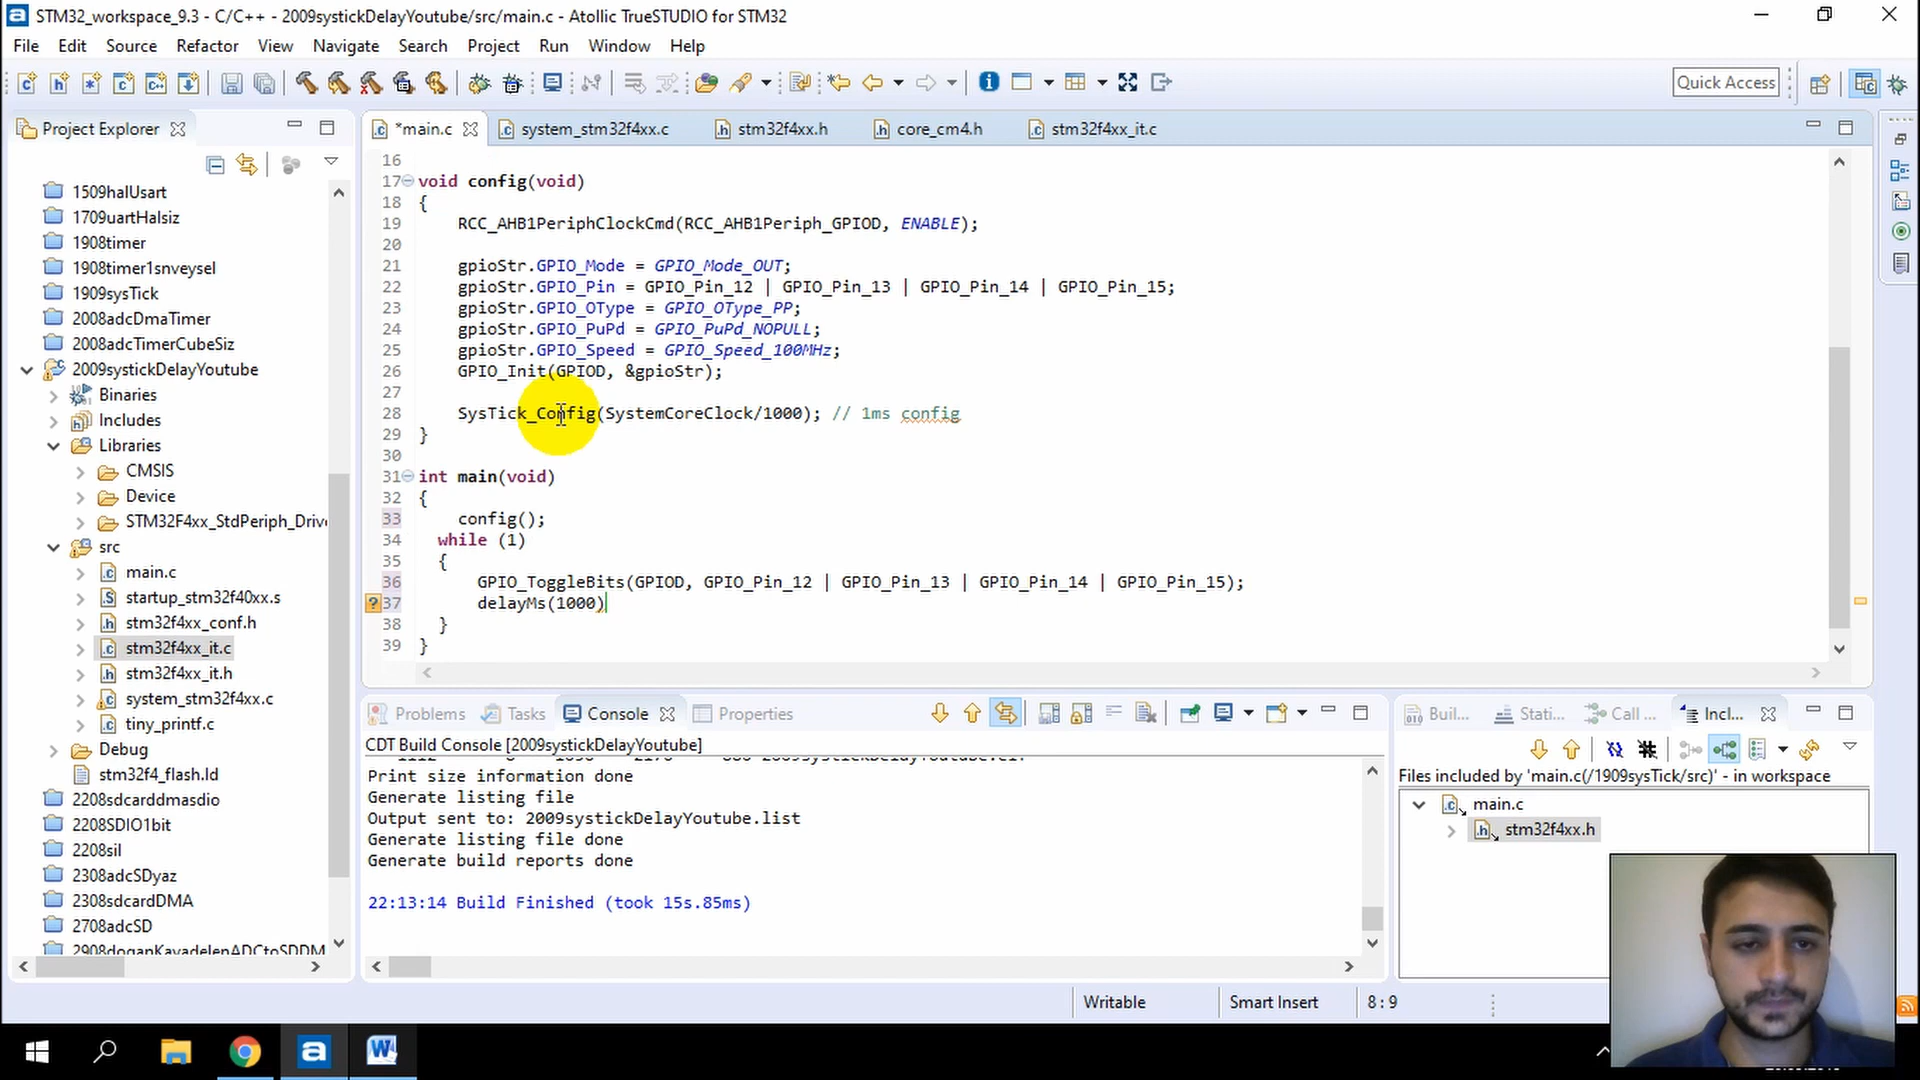 STM32_workspace_9.3 - C/C++ - 2009systickDelayYoutube/src/main.c - Atollic TrueSTUDIO for STM32
File Edit Source Refactor View Navigate Search Project Run Window Help
Quick Access
Project Explorer
*main.c system_stm32f4xx.c stm32f4xx.h core_cm4.h stm32f4xx_it.c
1509halUsart
1709uartHalsiz
1908timer
1908timer1snveysel
1909sysTick
2008adcDmaTimer
2008adcTimerCubeSiz
2009systickDelayYoutube
Binaries
Includes
Libraries
CMSIS
Device
STM32F4xx_StdPeriph_Drive
src
main.c
startup_stm32f40xx.s
stm32f4xx_conf.h
stm32f4xx_it.c
stm32f4xx_it.h
system_stm32f4xx.c
tiny_printf.c
Debug
stm32f4_flash.ld
2208sdcarddmasdio
2208SDIO1bit
2208sil
2308adcSDyaz
2308sdcardDMA
2708adcSD
2908doganKavadelenADCtoSDDM
16
17 void config(void)
18 {
19 RCC_AHB1PeriphClockCmd(RCC_AHB1Periph_GPIOD, ENABLE);
20
21 gpioStr.GPIO_Mode = GPIO_Mode_OUT;
22 gpioStr.GPIO_Pin = GPIO_Pin_12 | GPIO_Pin_13 | GPIO_Pin_14 | GPIO_Pin_15;
23 gpioStr.GPIO_OType = GPIO_OType_PP;
24 gpioStr.GPIO_PuPd = GPIO_PuPd_NOPULL;
25 gpioStr.GPIO_Speed = GPIO_Speed_100MHz;
26 GPIO_Init(GPIOD, &gpioStr);
27
28 SysTick_Config(SystemCoreClock/1000); // 1ms config
29 }
30
31 int main(void)
32 {
33 config();
34 while (1)
35 {
36 GPIO_ToggleBits(GPIOD, GPIO_Pin_12 | GPIO_Pin_13 | GPIO_Pin_14 | GPIO_Pin_15);
37 delayMs(1000)
38 }
39 }
Problems Tasks Console Properties
CDT Build Console [2009systickDelayYoutube]
Print size information done
Generate listing file
Output sent to: 2009systickDelayYoutube.list
Generate listing file done
Generate build reports done
22:13:14 Build Finished (took 15s.85ms)
Buil... Stati... Call ... Incl...
Files included by 'main.c(/1909sysTick/src)' - in workspace
main.c
stm32f4xx.h
Writable Smart Insert 8 : 9